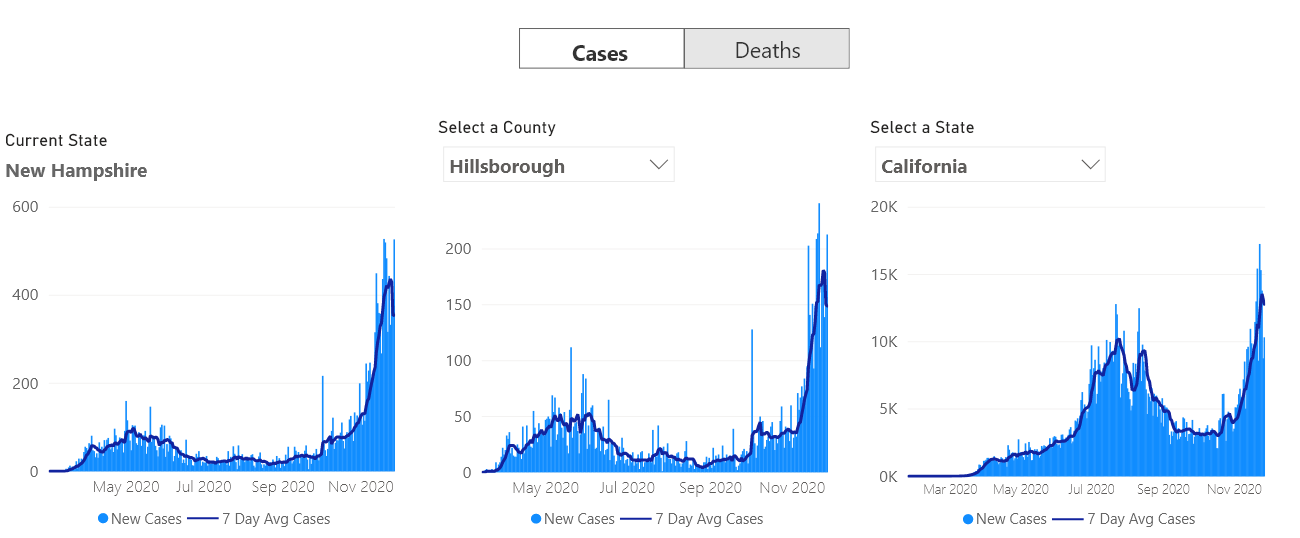 Cases Deaths
Current State
New Hampshire
600
400
200
0
May 2020 Jul 2020 Sep 2020 Nov 2020
New Cases 7 Day Avg Cases
Select a County
Hillsborough
200
150
100
50
0
May 2020 Jul 2020 Sep 2020 Nov 2020
New Cases 7 Day Avg Cases
Select a State
California
20K
15K
10K
5K
0K
Mar 2020 May 2020 Jul 2020 Sep 2020 Nov 2020
New Cases 7 Day Avg Cases